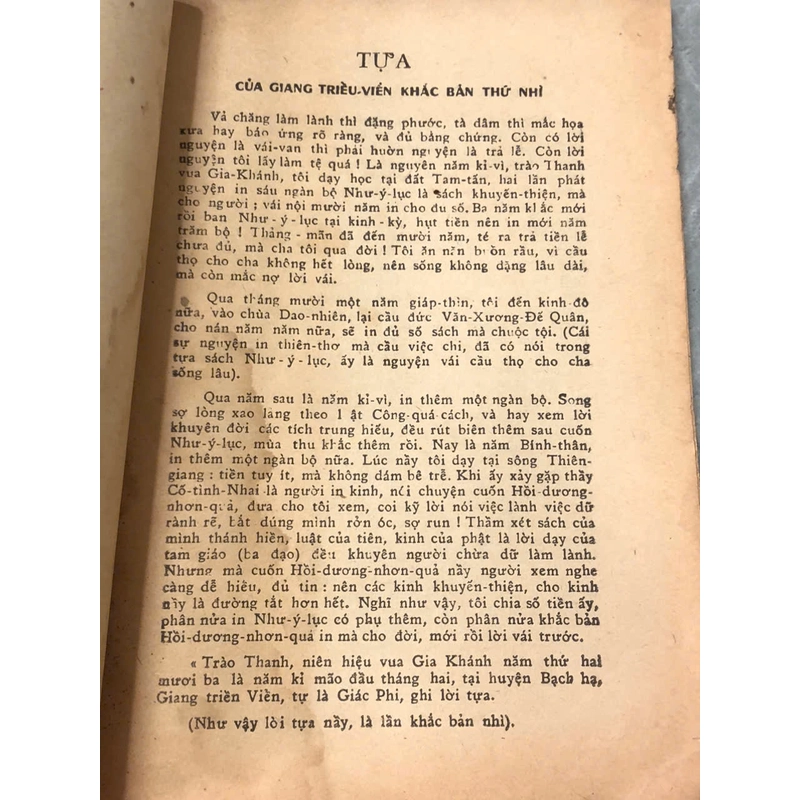 TỰA
CỦA GIANG TRIỀU-VIÊN KHẮC BẢN THỨ NHÌ
Vả chăng làm lành thì đặng phước, tà dâm thì mắc họa
xưa hay báo ứng rõ ràng, và đủ bằng chứng. Còn có lời
nguyện là vái-van thì phải huờn nguyện là trả lễ. Còn lời
nguyện tôi lấy làm tệ quá ! Là nguyên năm kỉ-vì, trào Thanh
vua Gia-Khánh, tôi dạy học tại đất Tam-tấn, hai lần phát
nguyện in sáu ngàn bộ Như-ý-lục là sách khuyến-thiện, mà
cho người ; vái nội mười năm in cho đu số. Ba năm khắc mới
rồi ban Như - ý - lục tại kinh - kỳ, hụt tiền nên in mới năm
trăm bộ ! Thảng - mãn đã đến mười năm, té ra trả tiền lễ
chưa đủ, mà cha tôi qua đời ! Tôi ăn năn buồn rầu, vì cầu
thọ cho cha không hết lòng, nên sống không dặng lâu dài,
mà còn mắc nợ lời vái.
Qua tháng mười một năm giáp-thìn, tôi đến kinh-đô
nữa, vào chùa Dao-nhiên, lại cầu đức Văn-Xương-Đế Quân,
cho nán năm năm nữa, sẽ in đủ số sách mà chuộc tội. (Cái
sự nguyện in thiên-thơ mà cầu việc chi, đã có nói trong
tựa sách Như - ý - lục, ấy là nguyện vái cầu thọ cho cha
sống lâu).
Qua năm sau là năm kỉ-vì, in thêm một ngàn bộ. Song
sợ lòng xao lãng theo luật Công-quá-cách, và hay xem lời
khuyên đời các tích trung hiếu, đều rút biên thêm sau cuốn
Như-ý-lục, mùa thu khắc thêm rồi. Nay là năm Bính-thân,
in thêm một ngàn bộ nữa. Lúc nầy tôi dạy tại sông Thiên-
giang : tiền tuy ít, mà không dám bê trễ. Khi ấy xảy gặp thầy
Cố-tình-Nhai là người in kinh, nói chuyện cuốn Hồi-dương-
nhơn-quả, đưa cho tôi xem, coi kỹ lời nói việc lành việc dữ
rành rẽ, bắt dúng mình rởn óc, sợ run ! Thầm xét sách của
mình thánh hiền, luật của tiên, kinh của phật là lời dạy của
tam giáo (ba đạo) đều khuyên người chừa dữ làm lành.
Nhưng mà cuốn Hồi-dương-nhơn-quả nầy người xem nghe
càng dễ hiểu, đủ tin : nên các kinh khuyến-thiện, cho kinh
nầy là đường tắt hơn hết. Nghĩ như vậy, tôi chia số tiền ấy,
phân nửa in Như-ý-lục có phụ thêm, còn phân nửa khắc bản
Hồi-dương-nhơn-quả in mà cho đời, mới rồi lời vái trước.
« Trào Thanh, niên hiệu vua Gia Khánh năm thứ hai
mươi ba là năm kỉ mão đầu tháng hai, tại huyện Bạch hạ,
Giang triền Viền, tự là Giác Phi, ghi lời tựa.
(Như vậy lòi tựa nầy, là lần khắc bản nhì).